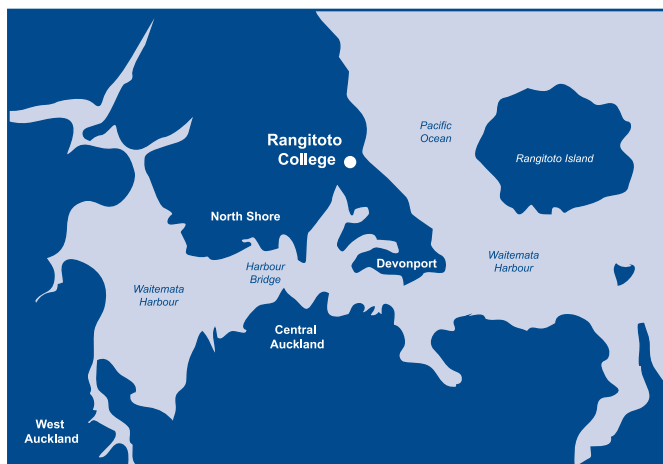 Pacific
Ocean
Rangitoto
College
Rangitoto Island
North Shore
Harbour
Bridge
Devonport
Waitemata
Harbour
Waitemata
Harbour
Central
Auckland
West
Auckland